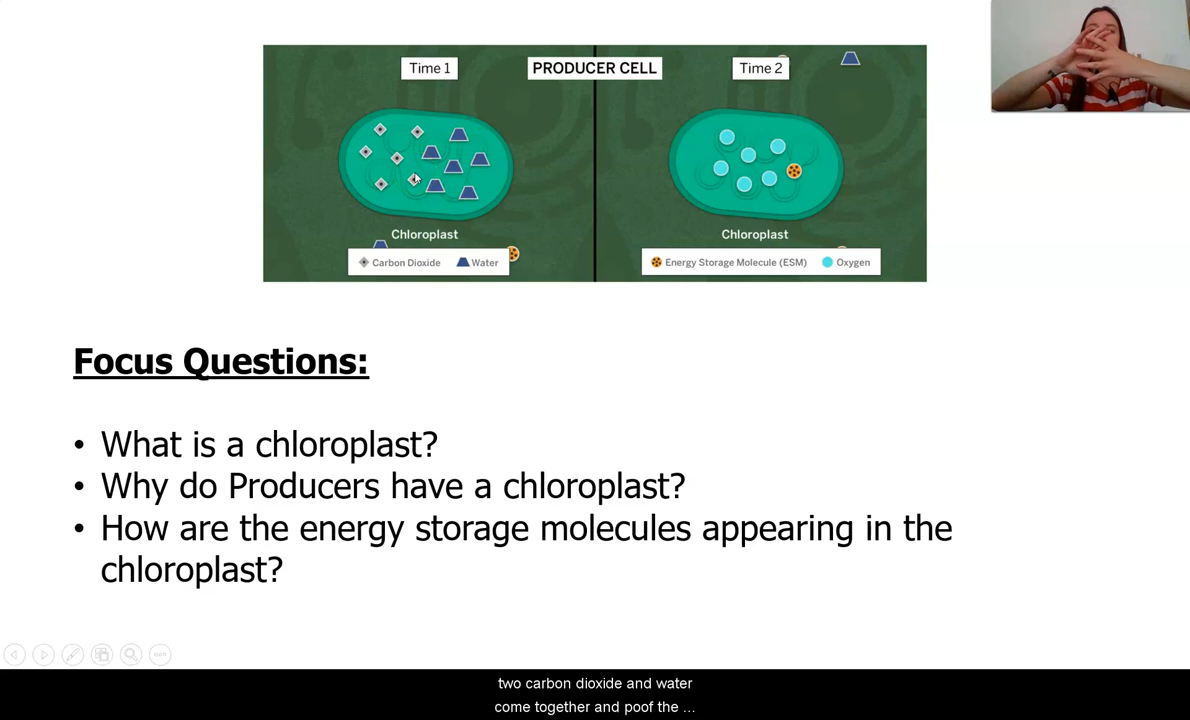 Time 1
PRODUCER CELL
Time 2
Chloroplast
Chloroplast
Carbon Dioxide
Water
Energy Storage Molecule (ESM)
Oxygen
Focus Questions:
• What is a chloroplast?
• Why do Producers have a chloroplast?
• How are the energy storage molecules appearing in the
chloroplast?
two carbon dioxide and water
come together and poof the ...